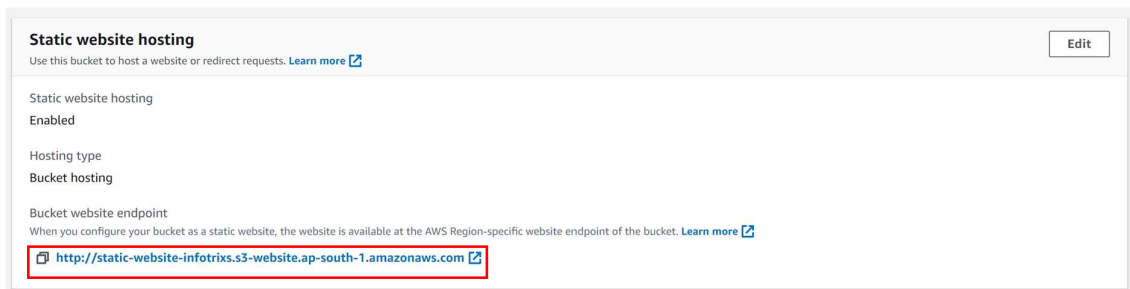 Static website hosting
Edit
Use this bucket to host a website or redirect requests. Learn more
Static website hosting
Enabled
Hosting type
Bucket hosting
Bucket website endpoint
When you configure your bucket as a static website, the website is available at the AWS Region-specific website endpoint of the bucket. Learn more
http://static-website-infotrixs.s3-website.ap-south-1.amazonaws.com